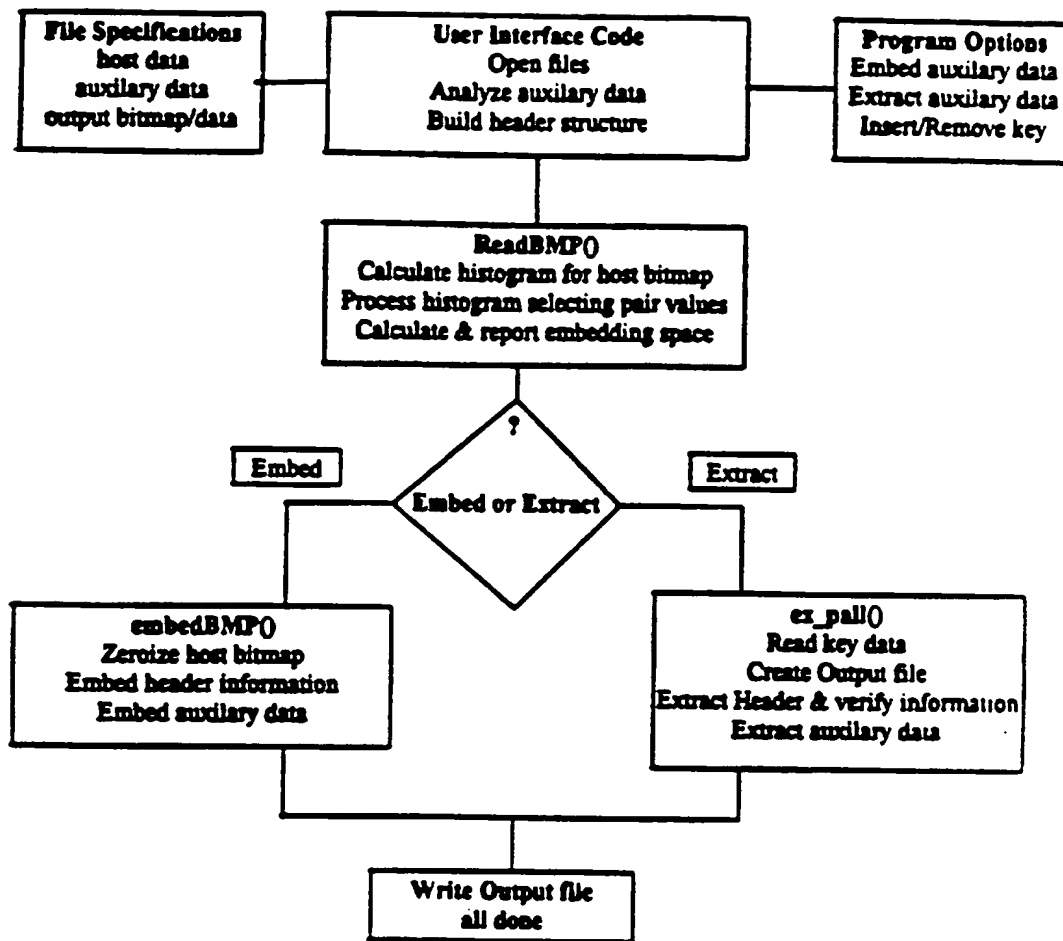 File Specifications
host data
auxilary data
output bitmap/data
User Interface Code
Open files
Analyze auxilary data
Build header structure
Program Options
Embed auxilary data
Extract auxilary data
Insert/Remove key
ReadBMP()
Calculate histogram for host bitmap
Process histogram selecting pair values
Calculate & report embedding space
?
Embed
Embed or Extract
Extract
embedBMP()
Zeroize host bitmap
Embed header information
Embed auxilary data
ex_pall()
Read key data
Create Output file
Extract Header & verify information
Extract auxilary data
Write Output file
all done